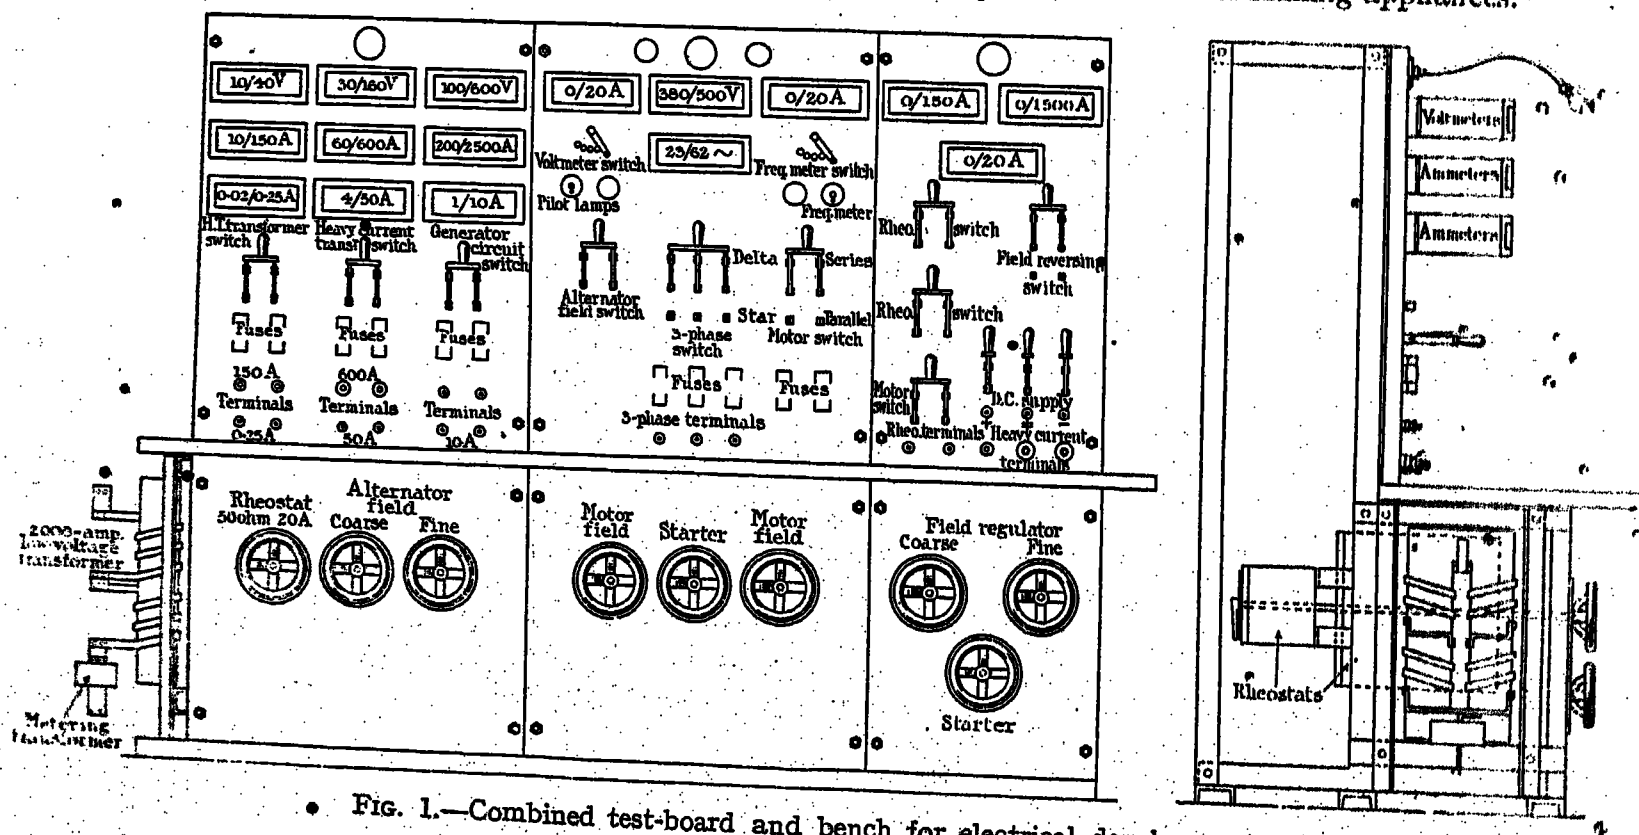 appliances.
10/40V
30/160V
100/600V
10/150A
60/600A
200/2500A
0·02/0·25A
4/50A
1/10A
H.T.transformer
switch
Heavy current
transf switch
Generator
circuit
switch
Fuses
Fuses
Fuses
150A
600A
Terminals
Terminals
Terminals
0·25A
50A
10A
0/20A
380/500V
0/20A
23/62~
Voltmeter switch
Freq. meter switch
Pilot lamps
Freq. meter
Alternator
field switch
Delta
Series
Star
Parallel
3-phase
switch
Motor switch
Fuses
Fuses
3-phase terminals
0/150A
0/1500A
0/20A
Rheo.
switch
Field reversing
switch
Rheo.
switch
Motor
switch
D.C. supply
Rheo.terminals
Heavy current
terminals
Rheostat
50ohm 20A
Alternator
field
Coarse
Fine
Motor
field
Starter
Motor
field
Field regulator
Coarse
Fine
Starter
2000-amp.
low-voltage
transformer
Metering
transformer
Voltmeters
Ammeters
Ammeters
Rheostats
FIG. 1.—Combined test-board and bench for electrical